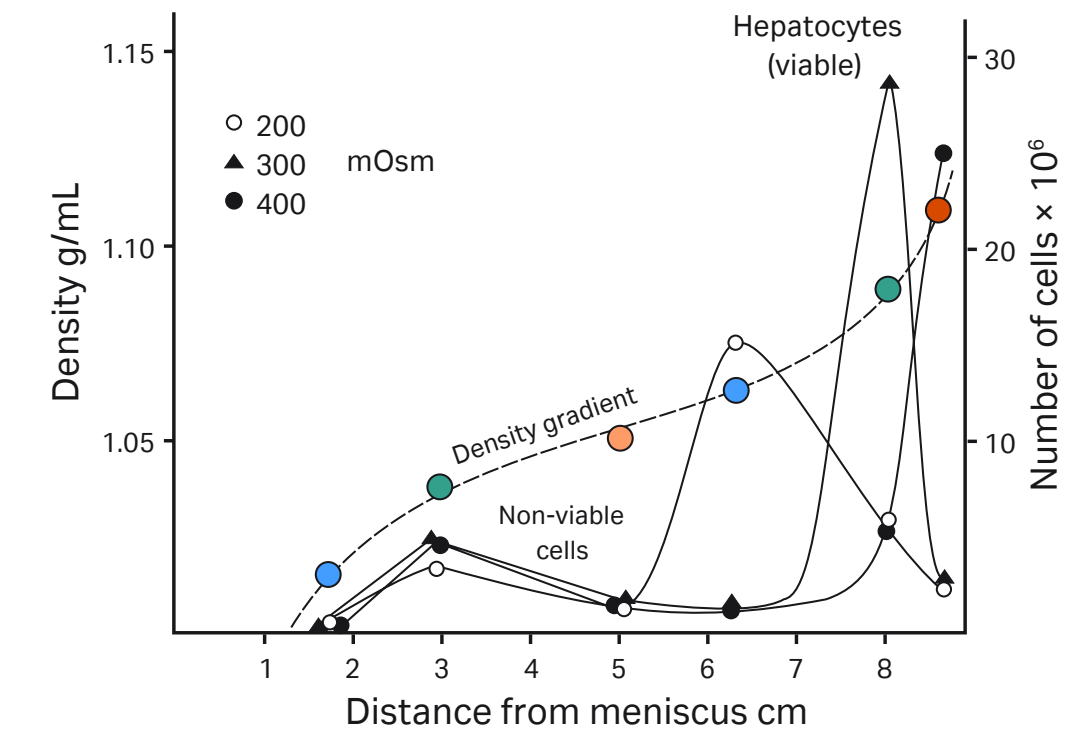 Hepatocytes
(viable)
1.15
1.10
1.05
30
20
10
200
300
400
mOsm
Density g/mL
Number of cells × 10⁶
Density gradient
Non-viable
cells
1 2 3 4 5 6 7 8
Distance from meniscus cm